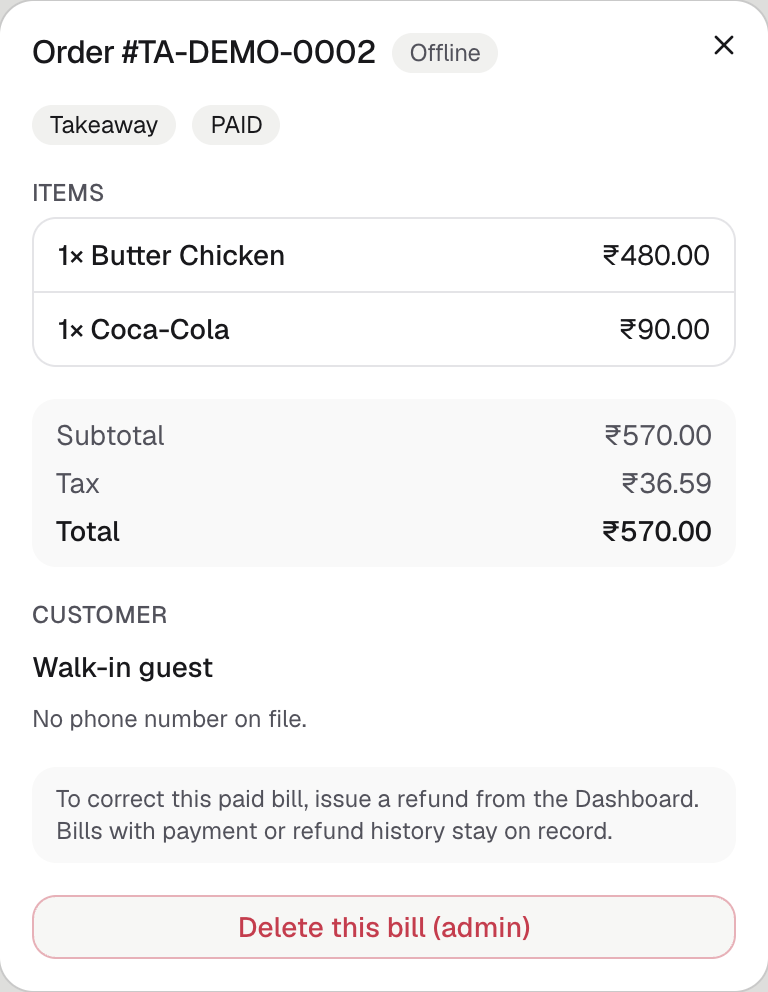 Order #TA-DEMO-0002 Offline
Takeaway PAID
ITEMS
1× Butter Chicken ₹480.00
1× Coca-Cola ₹90.00
Subtotal ₹570.00
Tax ₹36.59
Total ₹570.00
CUSTOMER
Walk-in guest
No phone number on file.
To correct this paid bill, issue a refund from the Dashboard.
Bills with payment or refund history stay on record.
Delete this bill (admin)